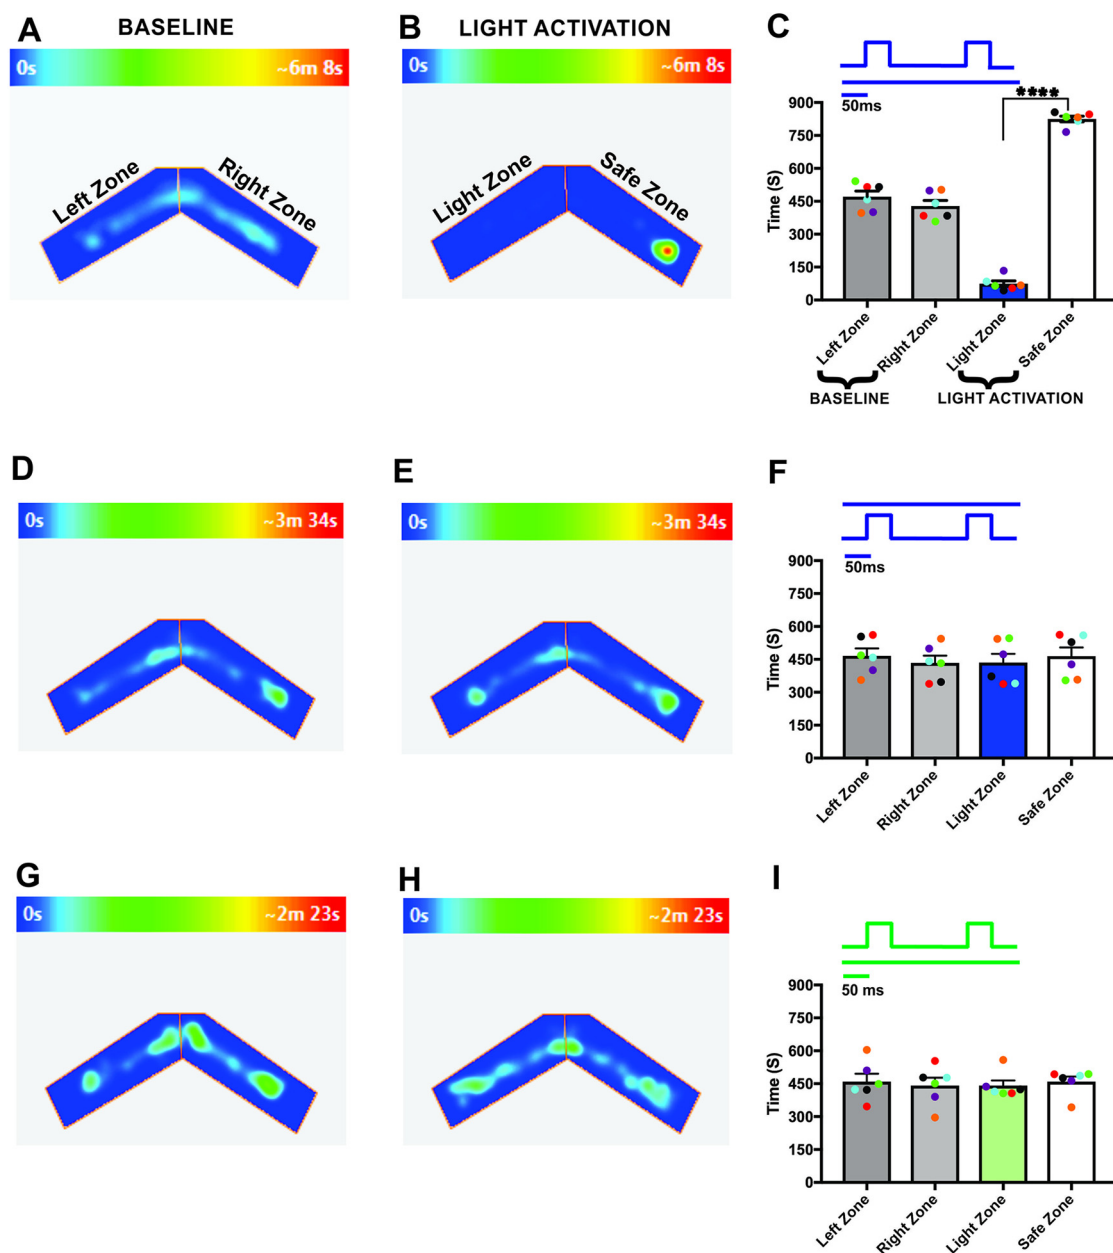 A BASELINE
0s ~6m 8s
Left Zone Right Zone
B LIGHT ACTIVATION
0s ~6m 8s
Light Zone Safe Zone
C
50ms
****
Time (S)
900
750
600
450
300
150
0
Left Zone Right Zone Light Zone Safe Zone
BASELINE LIGHT ACTIVATION
D
0s ~3m 34s
E
0s ~3m 34s
F
50ms
Time (S)
900
750
600
450
300
150
0
Left Zone Right Zone Light Zone Safe Zone
G
0s ~2m 23s
H
0s ~2m 23s
I
50 ms
Time (S)
900
750
600
450
300
150
0
Left Zone Right Zone Light Zone Safe Zone